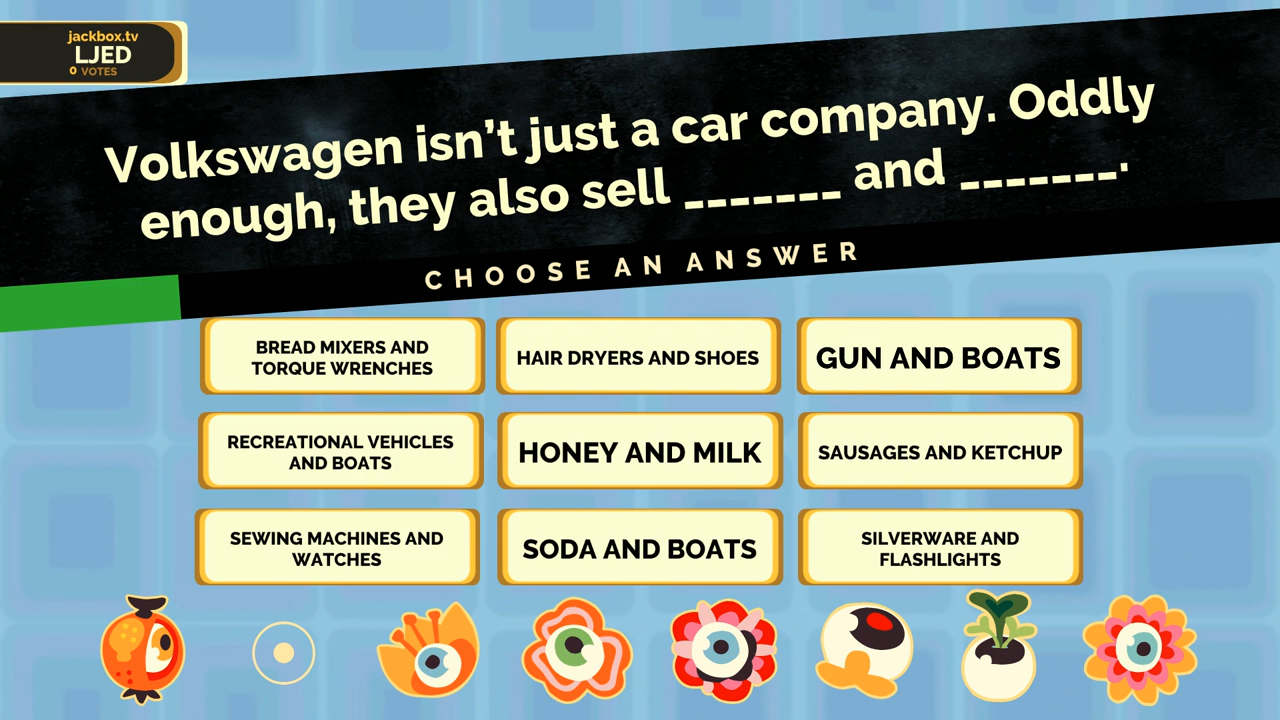 jackbox.tv
LJED
0 VOTES
Volkswagen isn't just a car company. Oddly
enough, they also sell _______ and _______.
CHOOSE AN ANSWER
BREAD MIXERS AND
TORQUE WRENCHES
HAIR DRYERS AND SHOES
GUN AND BOATS
RECREATIONAL VEHICLES
AND BOATS
HONEY AND MILK
SAUSAGES AND KETCHUP
SEWING MACHINES AND
WATCHES
SODA AND BOATS
SILVERWARE AND
FLASHLIGHTS